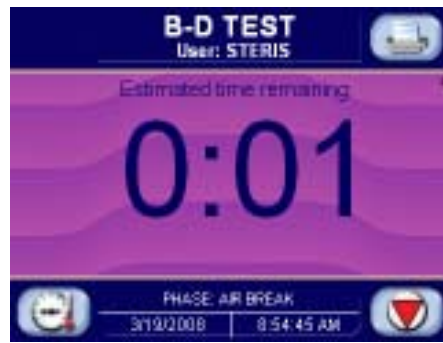 B-D TEST
User: STERIS
Estimated time remaining
0:01
PHASE: AIR BREAK
3/19/2008 8:54:45 AM